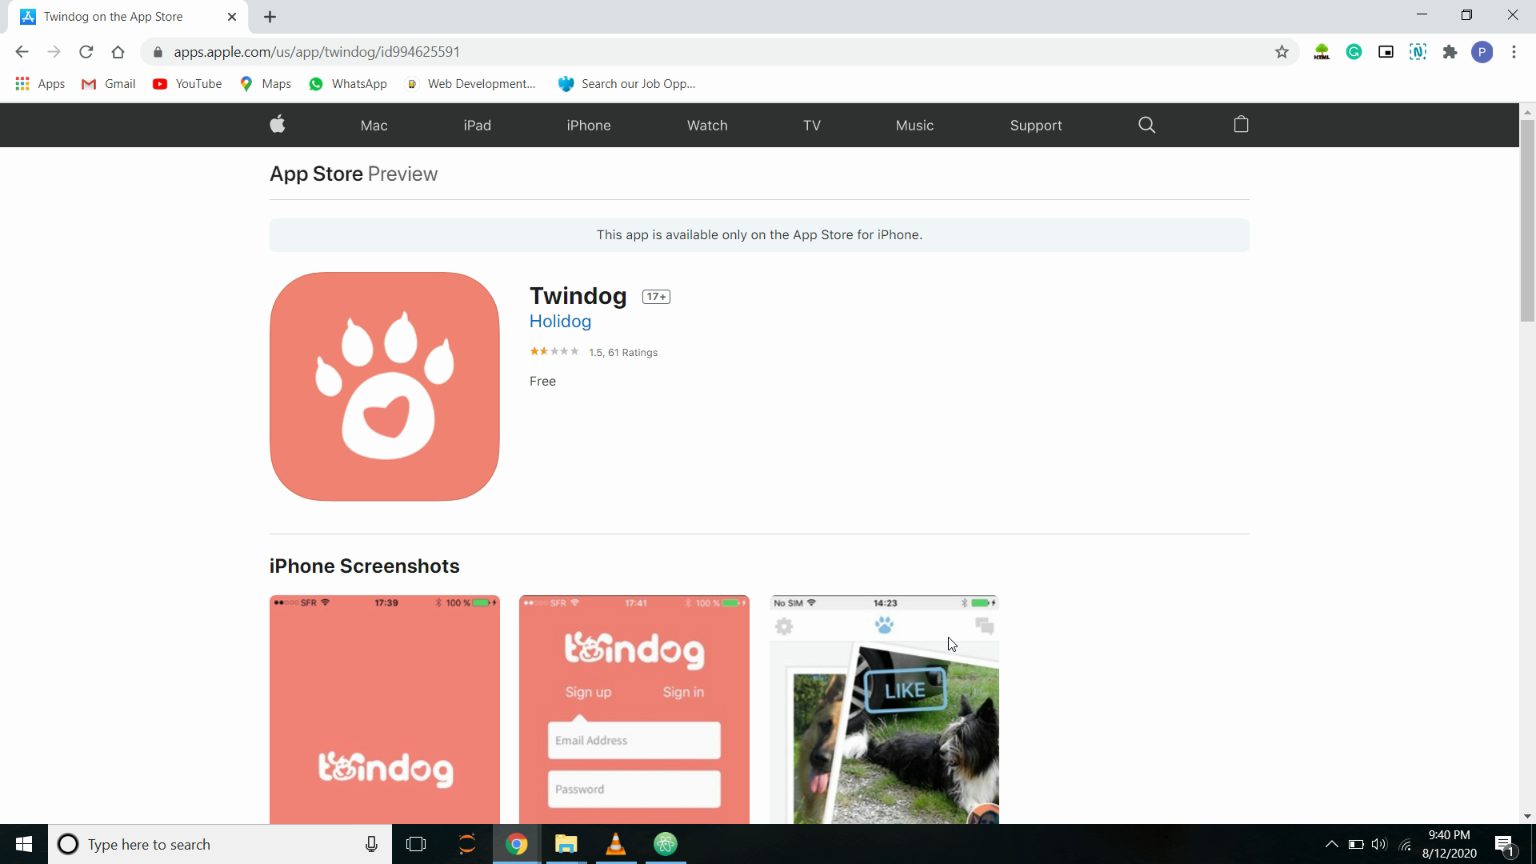 Twindog on the App Store
apps.apple.com/us/app/twindog/id994625591
HTML
P
Apps Gmail YouTube Maps WhatsApp Web Development... Search our Job Opp...
Mac iPad iPhone Watch TV Music Support
App Store Preview
This app is available only on the App Store for iPhone.
Twindog 17+
Holidog
1.5, 61 Ratings
Free
iPhone Screenshots
SFR 17:39 100 %
twindog
SFR 17:41 100 %
twindog
Sign up Sign in
Email Address
Password
No SIM 14:23
LIKE
Type here to search
9:40 PM
8/12/2020
1